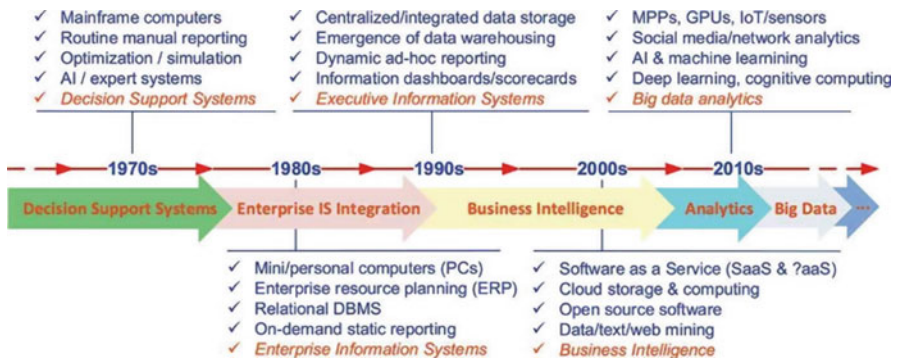 ✓ Mainframe computers
✓ Routine manual reporting
✓ Optimization / simulation
✓ AI / expert systems
✓ Decision Support Systems
✓ Centralized/integrated data storage
✓ Emergence of data warehousing
✓ Dynamic ad-hoc reporting
✓ Information dashboards/scorecards
✓ Executive Information Systems
✓ MPPs, GPUs, IoT/sensors
✓ Social media/network analytics
✓ AI & machine learnining
✓ Deep learning, cognitive computing
✓ Big data analytics
1970s 1980s 1990s 2000s 2010s
Decision Support Systems Enterprise IS Integration Business Intelligence Analytics Big Data ...
✓ Mini/personal computers (PCs)
✓ Enterprise resource planning (ERP)
✓ Relational DBMS
✓ On-demand static reporting
✓ Enterprise Information Systems
✓ Software as a Service (SaaS & ?aaS)
✓ Cloud storage & computing
✓ Open source software
✓ Data/text/web mining
✓ Business Intelligence